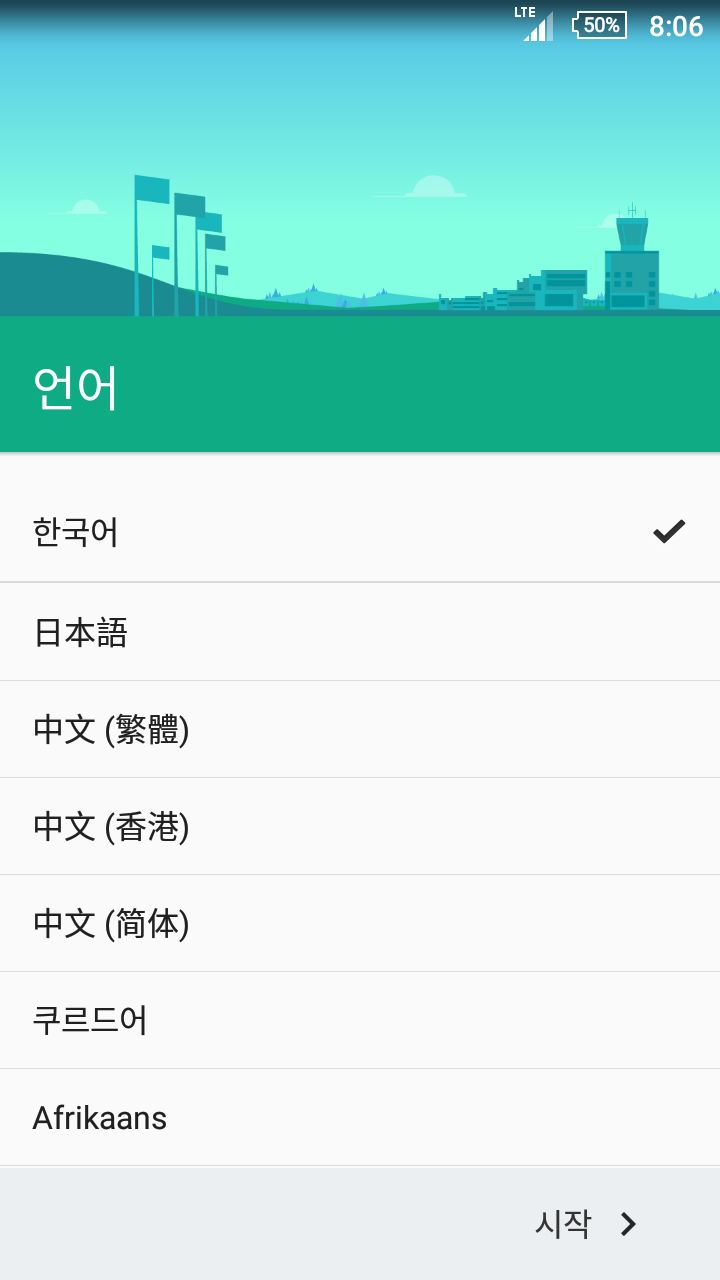 LTE
50%
8:06
언어
한국어
日本語
中文 (繁體)
中文 (香港)
中文 (简体)
쿠르드어
Afrikaans
시작